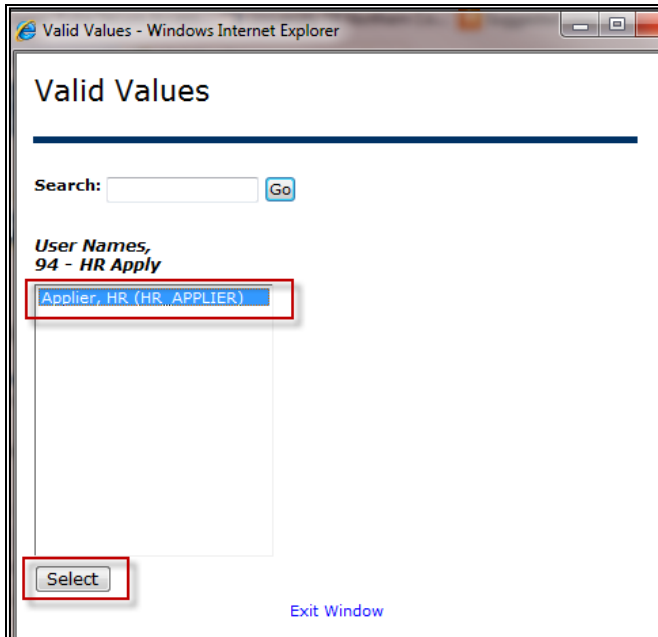 Valid Values - Windows Internet Explorer
Valid Values
Search:
Go
User Names,
94 - HR Apply
Applier, HR (HR_APPLIER)
Select
Exit Window